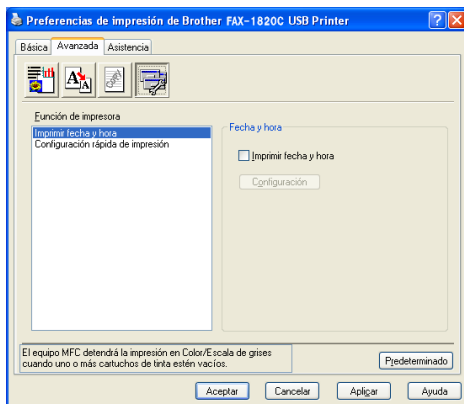 Preferencias de impresión de Brother FAX-1820C USB Printer
Básica Avanzada Asistencia
Función de impresora
Imprimir fecha y hora
Configuración rápida de impresión
Fecha y hora
Imprimir fecha y hora
Configuración
El equipo MFC detendrá la impresión en Color/Escala de grises
cuando uno o más cartuchos de tinta estén vacíos.
Predeterminado
Aceptar Cancelar Aplicar Ayuda